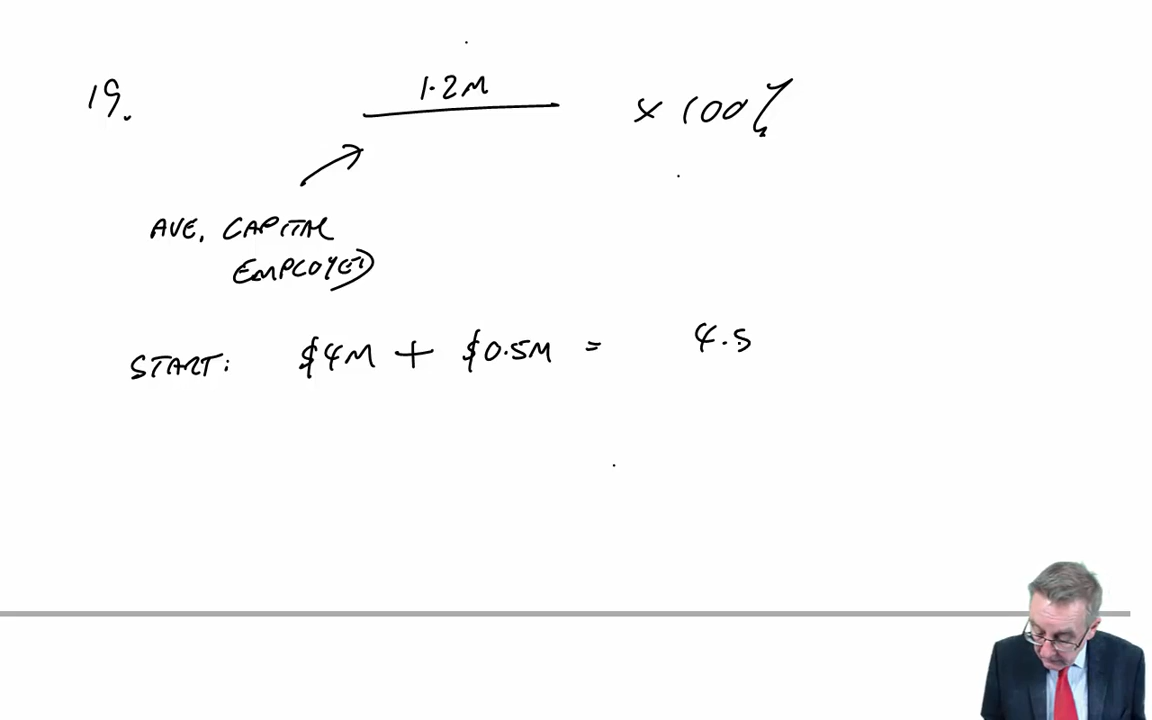 19.
1.2M
× 100%
AVE. CAPITAL
EMPLOYED
START: $4M + $0.5M = 4.5